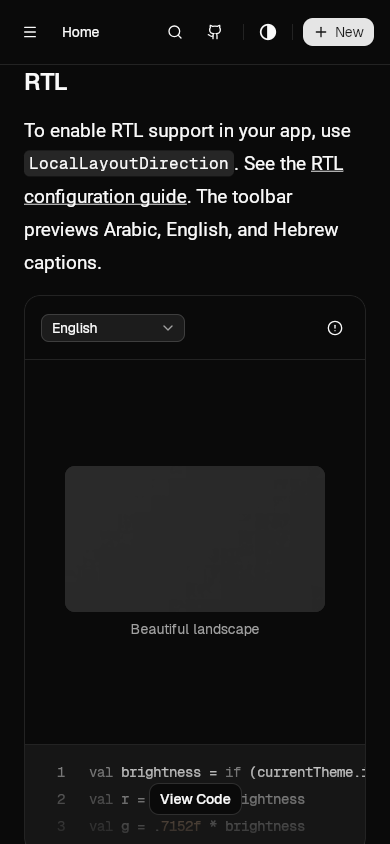 Home
New
RTL
To enable RTL support in your app, use
LocalLayoutDirection. See the RTL
configuration guide. The toolbar
previews Arabic, English, and Hebrew
captions.
English
Beautiful landscape
1 val brightness = if (currentTheme.
2 val r =
View Code
3 val g = .7152f * brightness